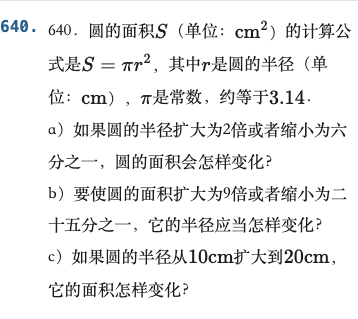 640. 640. 圆的面积S（单位：cm²）的计算公
式是S = πr²，其中r是圆的半径（单
位：cm），π是常数，约等于3.14.
a）如果圆的半径扩大为2倍或者缩小为六
分之一，圆的面积会怎样变化？
b）要使圆的面积扩大为9倍或者缩小为二
十五分之一，它的半径应当怎样变化？
c）如果圆的半径从10cm扩大到20cm，
它的面积怎样变化？